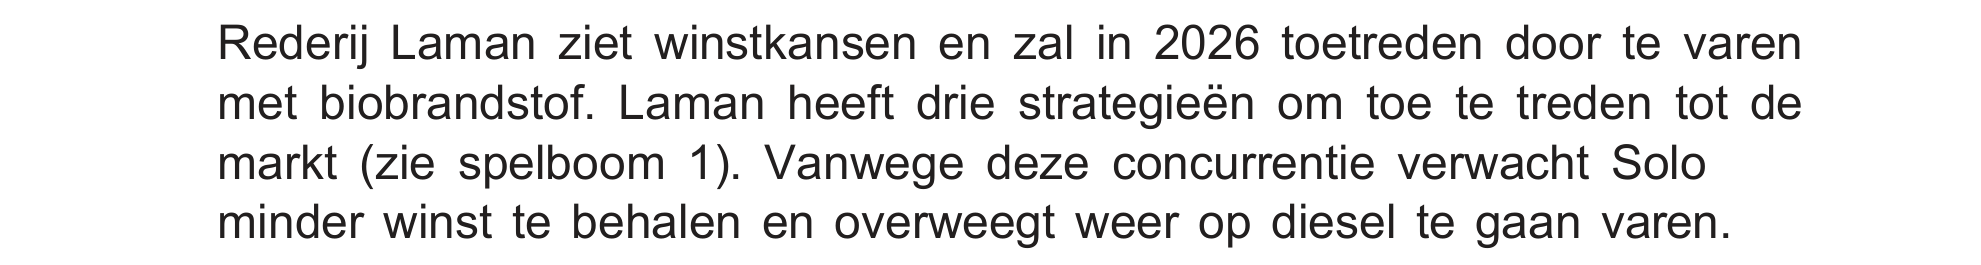 Rederij Laman ziet winstkansen en zal in 2026 toetreden door te varen
met biobrandstof. Laman heeft drie strategieën om toe te treden tot de
markt (zie spelboom 1). Vanwege deze concurrentie verwacht Solo
minder winst te behalen en overweegt weer op diesel te gaan varen.